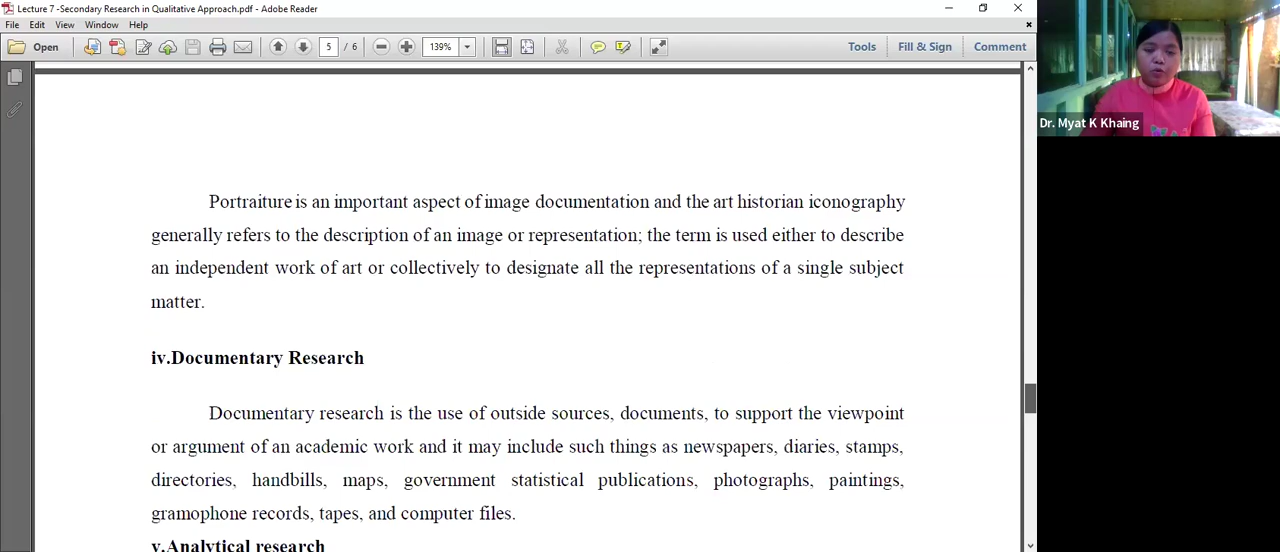 Lecture 7 -Secondary Research in Qualitative Approach.pdf - Adobe Reader
File Edit View Window Help
Open 5 / 6 139% Tools Fill & Sign Comment
Dr. Myat K Khaing
Portraiture is an important aspect of image documentation and the art historian iconography
generally refers to the description of an image or representation; the term is used either to describe
an independent work of art or collectively to designate all the representations of a single subject
matter.
iv.Documentary Research
Documentary research is the use of outside sources, documents, to support the viewpoint
or argument of an academic work and it may include such things as newspapers, diaries, stamps,
directories, handbills, maps, government statistical publications, photographs, paintings,
gramophone records, tapes, and computer files.
v.Analytical research